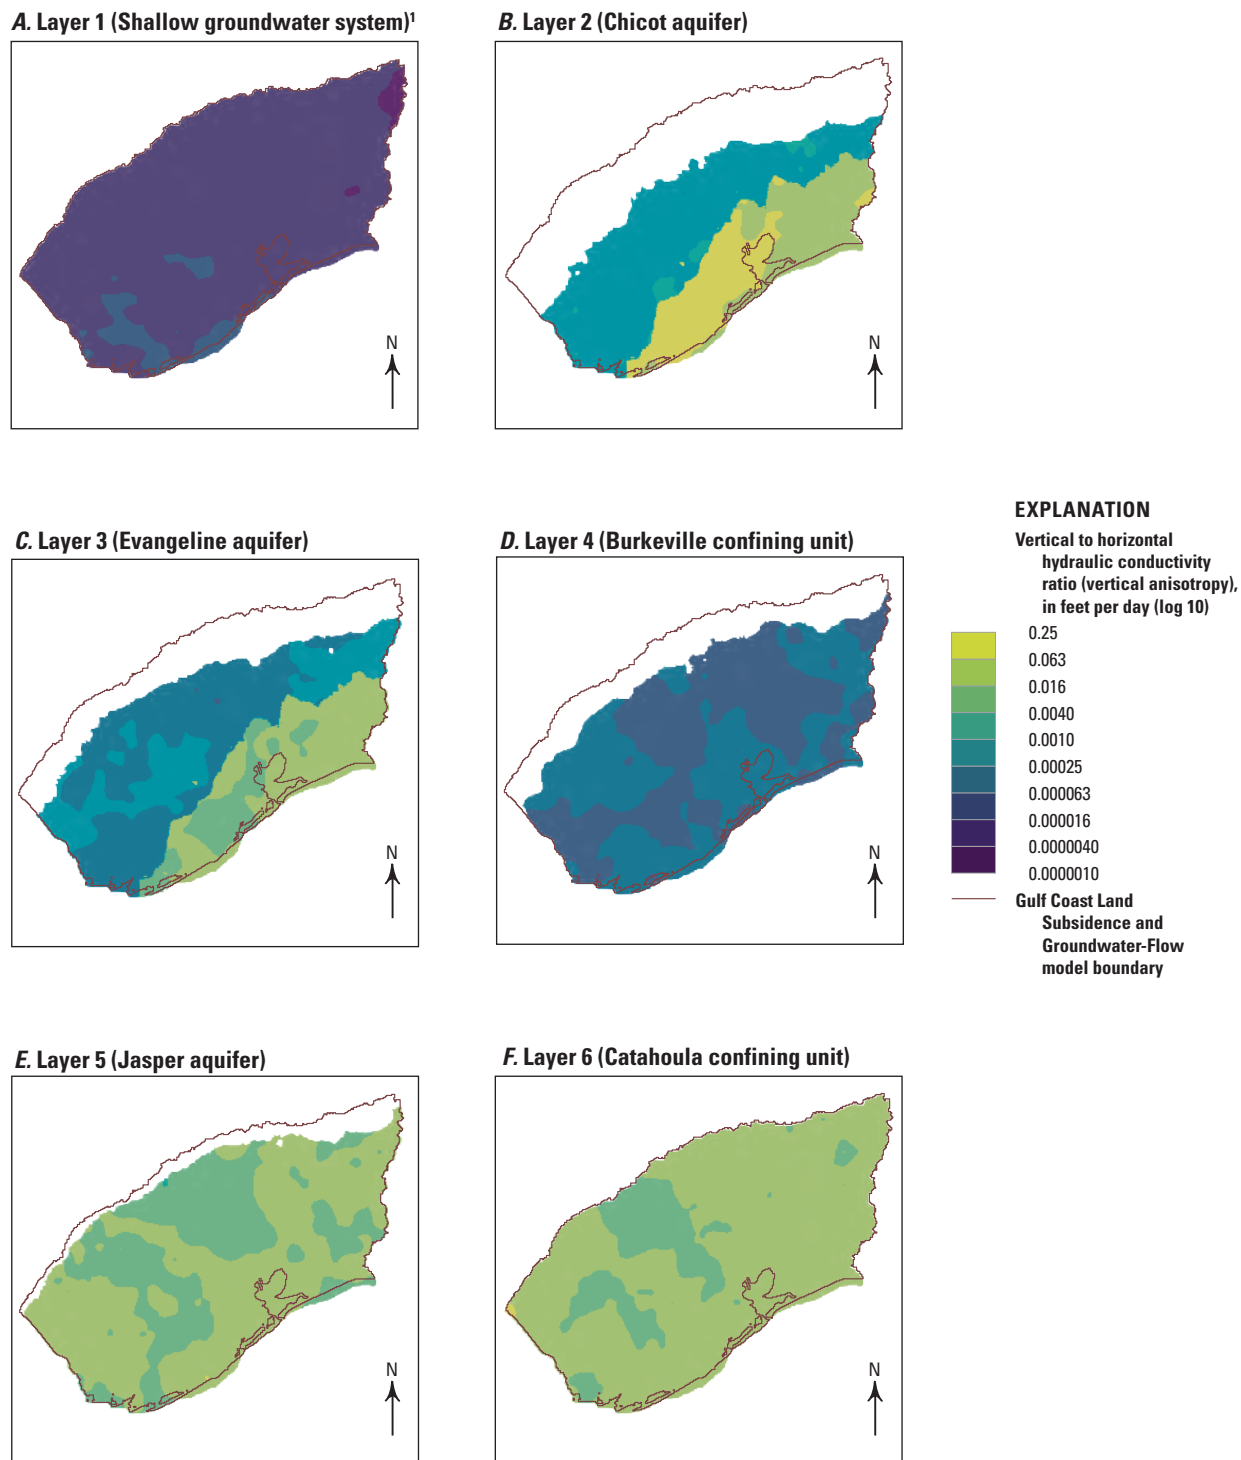 A. Layer 1 (Shallow groundwater system)¹
N
B. Layer 2 (Chicot aquifer)
N
C. Layer 3 (Evangeline aquifer)
N
D. Layer 4 (Burkeville confining unit)
N
EXPLANATION
Vertical to horizontal
hydraulic conductivity
ratio (vertical anisotropy),
in feet per day (log 10)
0.25
0.063
0.016
0.0040
0.0010
0.00025
0.000063
0.000016
0.0000040
0.0000010
Gulf Coast Land
Subsidence and
Groundwater-Flow
model boundary
E. Layer 5 (Jasper aquifer)
N
F. Layer 6 (Catahoula confining unit)
N